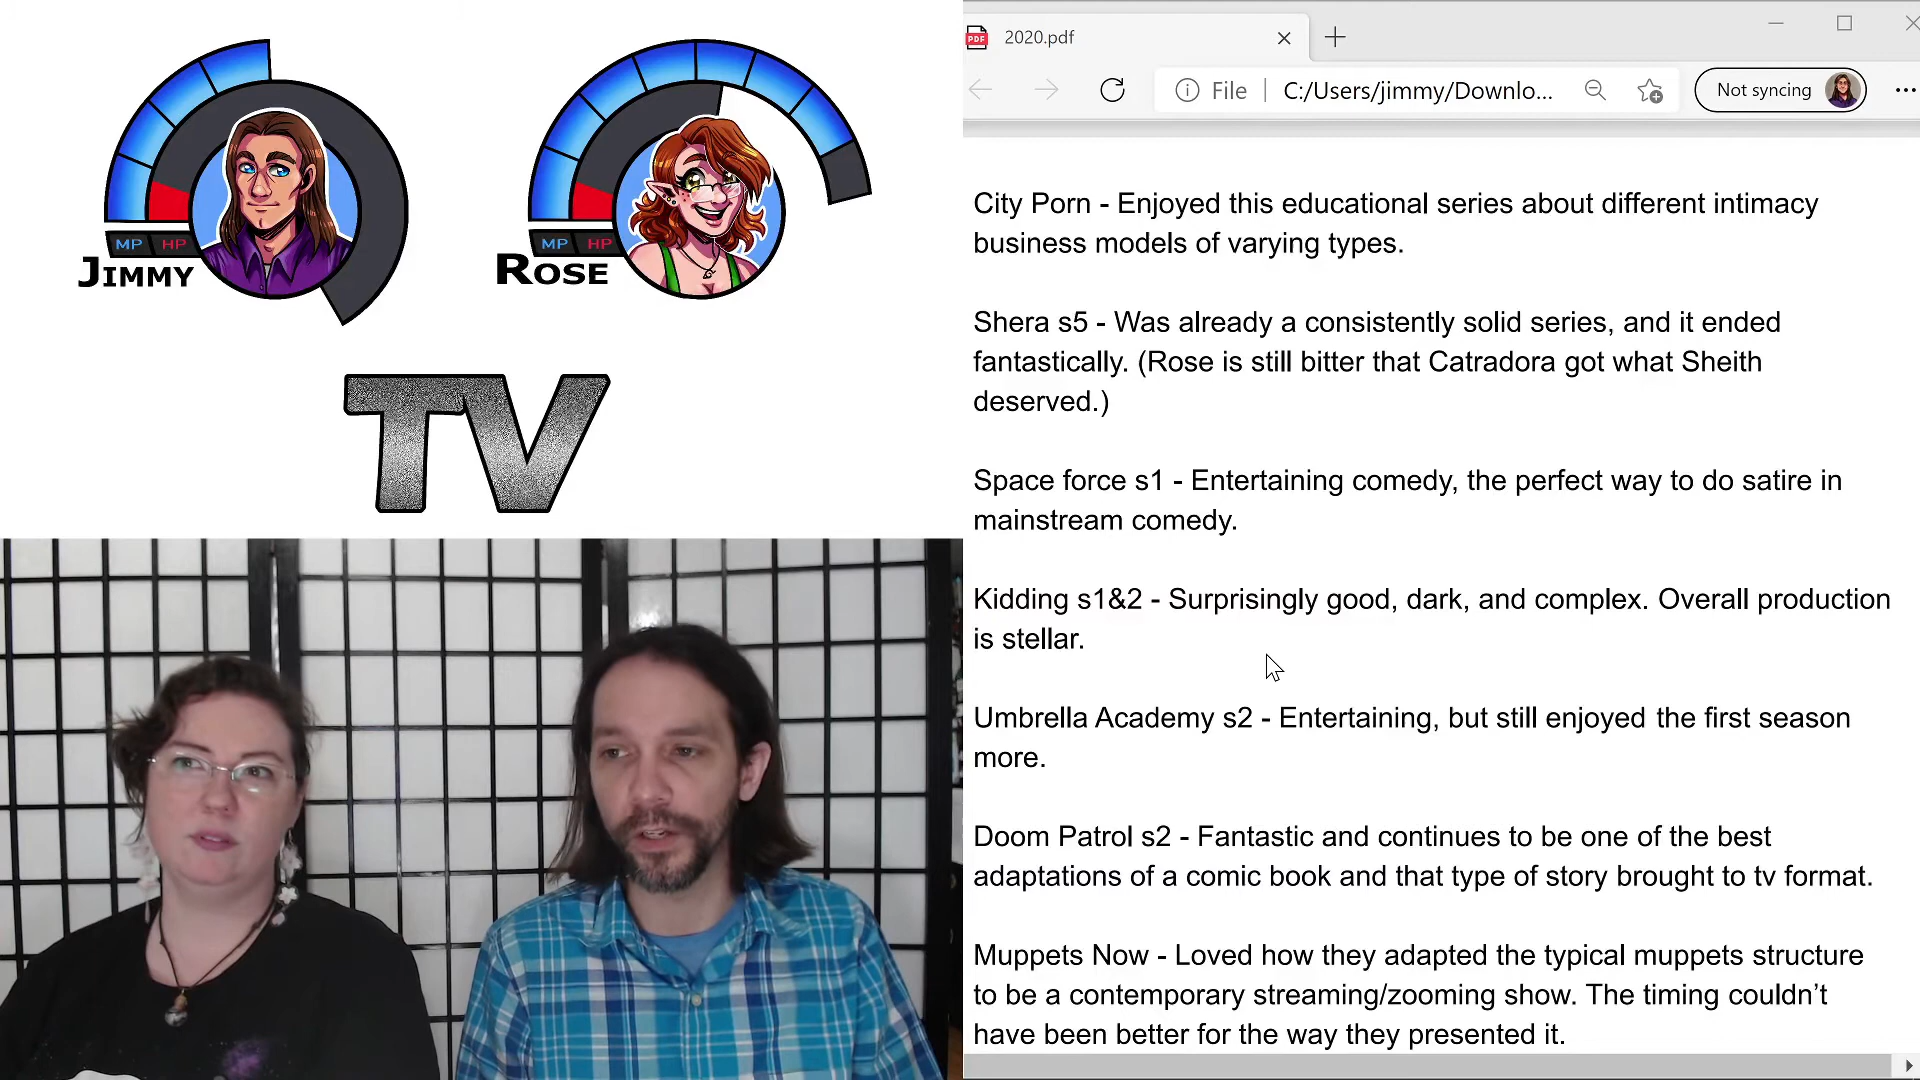 MP HP
JIMMY
MP HP
ROSE
TV
2020.pdf
File
C:/Users/jimmy/Downlo...
Not syncing
City Porn - Enjoyed this educational series about different intimacy
business models of varying types.
Shera s5 - Was already a consistently solid series, and it ended
fantastically. (Rose is still bitter that Catradora got what Sheith
deserved.)
Space force s1 - Entertaining comedy, the perfect way to do satire in
mainstream comedy.
Kidding s1&2 - Surprisingly good, dark, and complex. Overall production
is stellar.
Umbrella Academy s2 - Entertaining, but still enjoyed the first season
more.
Doom Patrol s2 - Fantastic and continues to be one of the best
adaptations of a comic book and that type of story brought to tv format.
Muppets Now - Loved how they adapted the typical muppets structure
to be a contemporary streaming/zooming show. The timing couldn’t
have been better for the way they presented it.